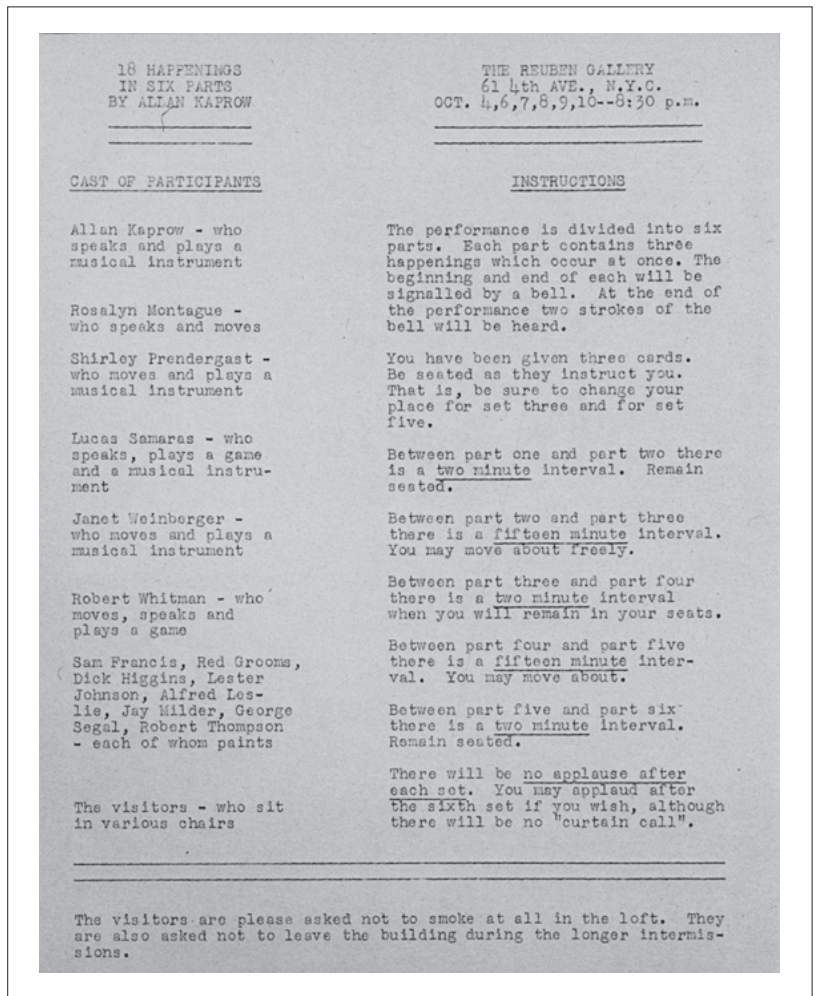 18 HAPPENINGS
IN SIX PARTS
BY ALLAN KAPROW
THE REUBEN GALLERY
61 4th AVE., N.Y.C.
OCT. 4,6,7,8,9,10--8:30 p.m.
CAST OF PARTICIPANTS
Allan Kaprow - who
speaks and plays a
musical instrument
Rosalyn Montague -
who speaks and moves
Shirley Prendergast -
who moves and plays a
musical instrument
Lucas Samaras - who
speaks, plays a game
and a musical instru-
ment
Janet Weinberger -
who moves and plays a
musical instrument
Robert Whitman - who
moves, speaks and
plays a game
Sam Francis, Red Grooms,
Dick Higgins, Lester
Johnson, Alfred Les-
lie, Jay Milder, George
Segal, Robert Thompson
- each of whom paints
The visitors - who sit
in various chairs
INSTRUCTIONS
The performance is divided into six
parts. Each part contains three
happenings which occur at once. The
beginning and end of each will be
signalled by a bell. At the end of
the performance two strokes of the
bell will be heard.
You have been given three cards.
Be seated as they instruct you.
That is, be sure to change your
place for set three and for set
five.
Between part one and part two there
is a two minute interval. Remain
seated.
Between part two and part three
there is a fifteen minute interval.
You may move about freely.
Between part three and part four
there is a two minute interval
when you will remain in your seats.
Between part four and part five
there is a fifteen minute inter-
val. You may move about.
Between part five and part six
there is a two minute interval.
Remain seated.
There will be no applause after
each set. You may applaud after
the sixth set if you wish, although
there will be no "curtain call".
The visitors are please asked not to smoke at all in the loft. They
are also asked not to leave the building during the longer intermis-
sions.